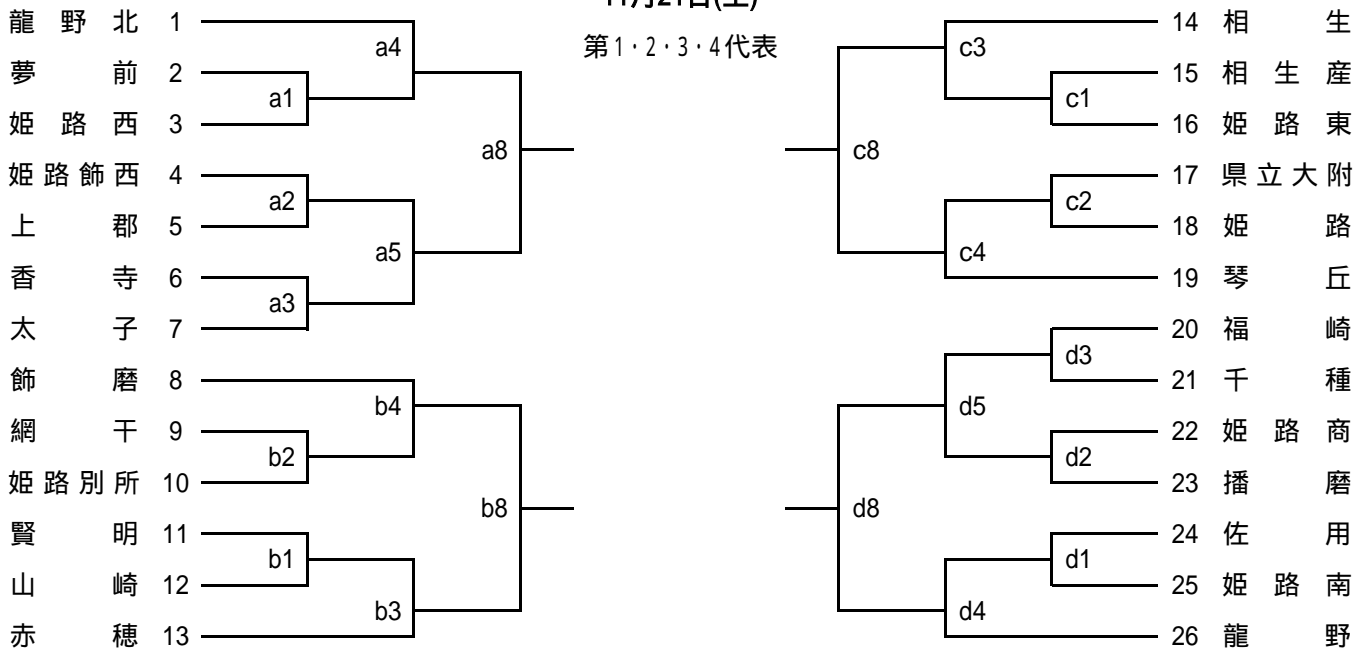 11月21日(土)
第1・2・3・4代表
龍野北 1
夢前 2
姫路西 3
姫路飾西 4
上郡 5
香寺 6
太子 7
飾磨 8
網干 9
姫路別所 10
賢明 11
山崎 12
赤穂 13
a4
a1
a8
a2
a5
a3
b4
b2
b8
b1
b3
c3
c1
c8
c2
c4
d3
d5
d2
d8
d1
d4
14 相生
15 相生産
16 姫路東
17 県立大附
18 姫路
19 琴丘
20 福崎
21 千種
22 姫路商
23 播磨
24 佐用
25 姫路南
26 龍野